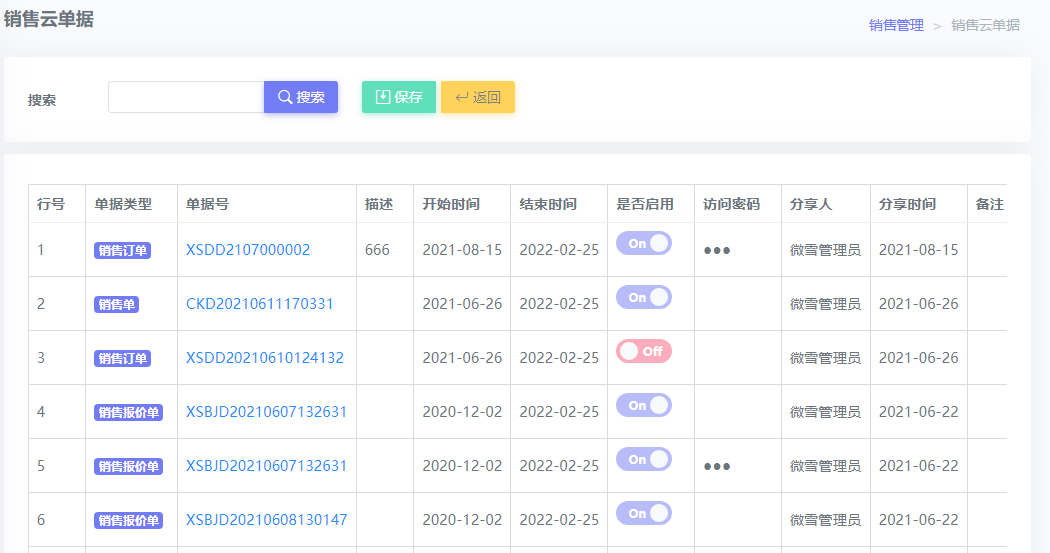 销售云单据
销售管理 > 销售云单据
搜索 搜索 保存 返回
行号 单据类型 单据号 描述 开始时间 结束时间 是否启用 访问密码 分享人 分享时间 备注
1 销售订单 XSDD2107000002 666 2021-08-15 2022-02-25 On ●●● 微雪管理员 2021-08-15
2 销售单 CKD20210611170331 2021-06-26 2022-02-25 On 微雪管理员 2021-06-26
3 销售订单 XSDD20210610124132 2021-06-26 2022-02-25 Off 微雪管理员 2021-06-26
4 销售报价单 XSBJD20210607132631 2020-12-02 2022-02-25 On 微雪管理员 2021-06-22
5 销售报价单 XSBJD20210607132631 2020-12-02 2022-02-25 On ●●● 微雪管理员 2021-06-22
6 销售报价单 XSBJD20210608130147 2020-12-02 2022-02-25 On 微雪管理员 2021-06-22